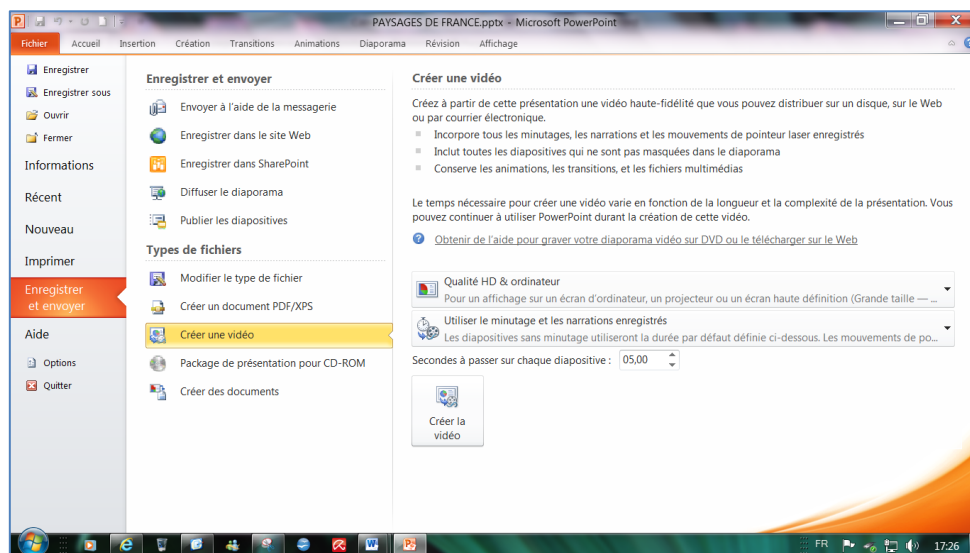 PAYSAGES DE FRANCE.pptx - Microsoft PowerPoint
Fichier Accueil Insertion Création Transitions Animations Diaporama Révision Affichage
Enregistrer
Enregistrer sous
Ouvrir
Fermer
Informations
Récent
Nouveau
Imprimer
Enregistrer
et envoyer
Aide
Options
Quitter
Enregistrer et envoyer
Envoyer à l'aide de la messagerie
Enregistrer dans le site Web
Enregistrer dans SharePoint
Diffuser le diaporama
Publier les diapositives
Types de fichiers
Modifier le type de fichier
Créer un document PDF/XPS
Créer une vidéo
Package de présentation pour CD-ROM
Créer des documents
Créer une vidéo
Créez à partir de cette présentation une vidéo haute-fidélité que vous pouvez distribuer sur un disque, sur le Web
ou par courrier électronique.
Incorpore tous les minutages, les narrations et les mouvements de pointeur laser enregistrés
Inclut toutes les diapositives qui ne sont pas masquées dans le diaporama
Conserve les animations, les transitions, et les fichiers multimédias
Le temps nécessaire pour créer une vidéo varie en fonction de la longueur et la complexité de la présentation. Vous
pouvez continuer à utiliser PowerPoint durant la création de cette vidéo.
Obtenir de l'aide pour graver votre diaporama vidéo sur DVD ou le télécharger sur le Web
Qualité HD & ordinateur
Pour un affichage sur un écran d'ordinateur, un projecteur ou un écran haute définition (Grande taille — ...
Utiliser le minutage et les narrations enregistrés
Les diapositives sans minutage utiliseront la durée par défaut définie ci-dessous. Les mouvements de po...
Secondes à passer sur chaque diapositive : 05,00
Créer la
vidéo
FR 17:26